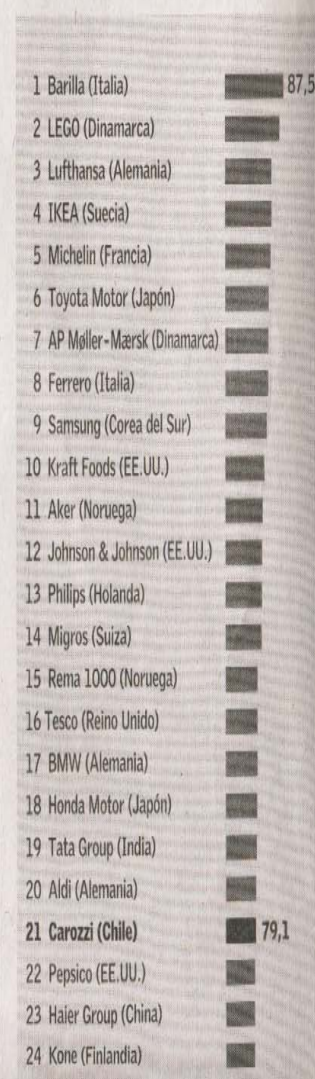 1 Barilla (Italia) 87,5
2 LEGO (Dinamarca)
3 Lufthansa (Alemania)
4 IKEA (Suecia)
5 Michelin (Francia)
6 Toyota Motor (Japón)
7 AP Møller-Mærsk (Dinamarca)
8 Ferrero (Italia)
9 Samsung (Corea del Sur)
10 Kraft Foods (EE.UU.)
11 Aker (Noruega)
12 Johnson & Johnson (EE.UU.)
13 Philips (Holanda)
14 Migros (Suiza)
15 Rema 1000 (Noruega)
16 Tesco (Reino Unido)
17 BMW (Alemania)
18 Honda Motor (Japón)
19 Tata Group (India)
20 Aldi (Alemania)
21 Carozzi (Chile) 79,1
22 Pepsico (EE.UU.)
23 Haier Group (China)
24 Kone (Finlandia)